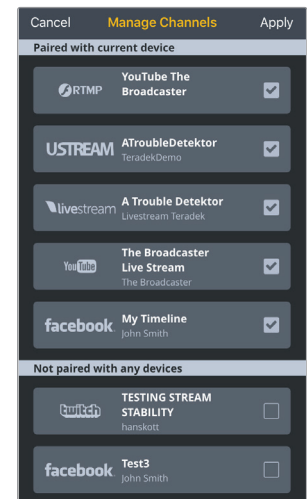 Cancel Manage Channels Apply
Paired with current device
RTMP
YouTube The
Broadcaster
USTREAM
ATroubleDetektor
TeradekDemo
livestream
A Trouble Detektor
Livestream Teradek
YouTube
The Broadcaster
Live Stream
The Broadcaster
facebook
My Timeline
John Smith
Not paired with any devices
twitch
TESTING STREAM
STABILITY
hanskott
facebook
Test3
John Smith